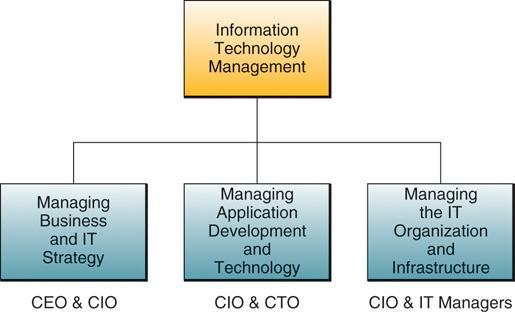 Information
Technology
Management
Managing
Business
and IT
Strategy
CEO & CIO
Managing
Application
Development
and
Technology
CIO & CTO
Managing
the IT
Organization
and
Infrastructure
CIO & IT Managers